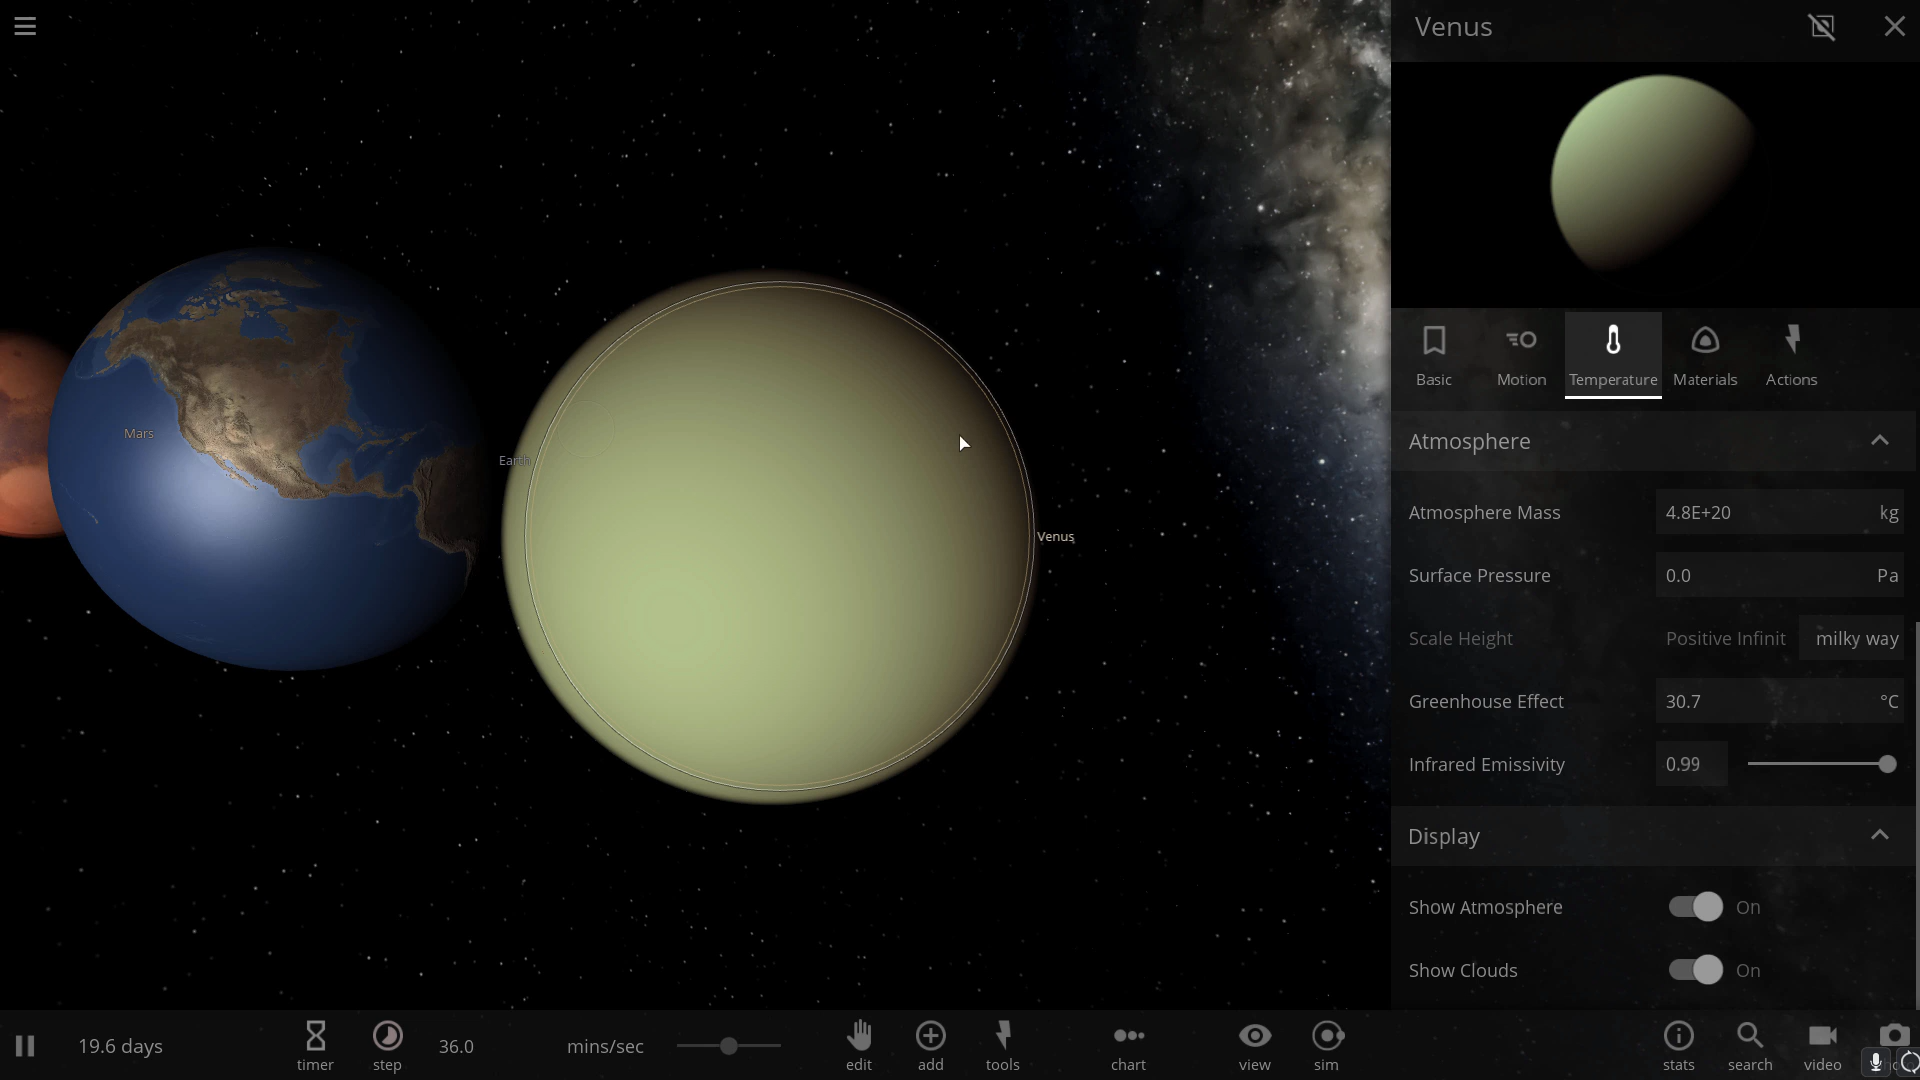 Venus
Basic
Motion
Temperature
Materials
Actions
Atmosphere
Atmosphere Mass 4.8E+20 kg
Surface Pressure 0.0 Pa
Scale Height Positive Infinit milky way
Greenhouse Effect 30.7 °C
Infrared Emissivity 0.99
Display
Show Atmosphere On
Show Clouds On
Mars
Earth
Venus
19.6 days
timer
step
36.0 mins/sec
edit
add
tools
chart
view
sim
stats
search
video